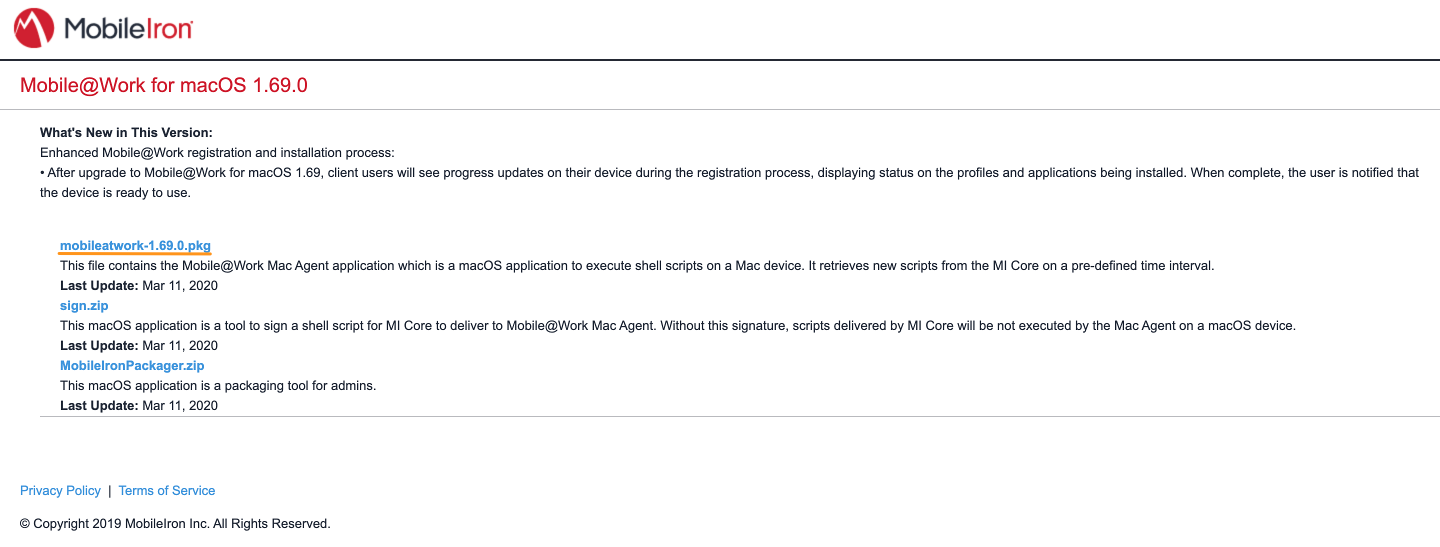 MobileIron
Mobile@Work for macOS 1.69.0
What's New in This Version:
Enhanced Mobile@Work registration and installation process:
• After upgrade to Mobile@Work for macOS 1.69, client users will see progress updates on their device during the registration process, displaying status on the profiles and applications being installed. When complete, the user is notified that
the device is ready to use.
mobileatwork-1.69.0.pkg
This file contains the Mobile@Work Mac Agent application which is a macOS application to execute shell scripts on a Mac device. It retrieves new scripts from the MI Core on a pre-defined time interval.
Last Update: Mar 11, 2020
sign.zip
This macOS application is a tool to sign a shell script for MI Core to deliver to Mobile@Work Mac Agent. Without this signature, scripts delivered by MI Core will be not executed by the Mac Agent on a macOS device.
Last Update: Mar 11, 2020
MobileIronPackager.zip
This macOS application is a packaging tool for admins.
Last Update: Mar 11, 2020
Privacy Policy | Terms of Service
© Copyright 2019 MobileIron Inc. All Rights Reserved.